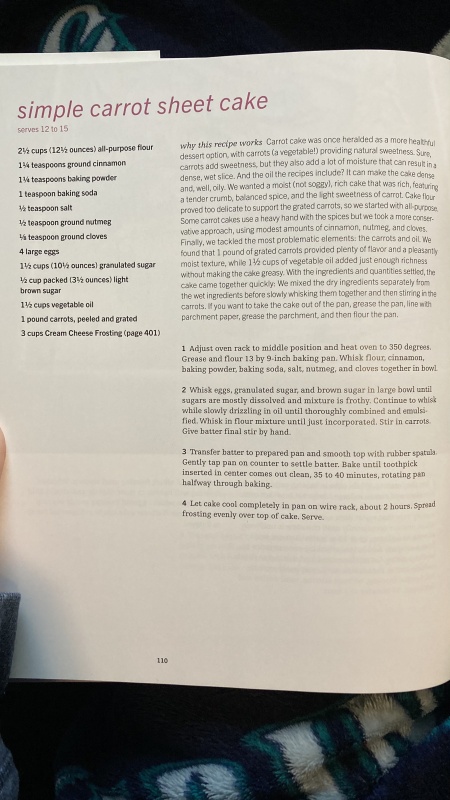 simple carrot sheet cake
serves 12 to 15
2½ cups (12½ ounces) all-purpose flour
1¼ teaspoons ground cinnamon
1¼ teaspoons baking powder
1 teaspoon baking soda
½ teaspoon salt
½ teaspoon ground nutmeg
⅛ teaspoon ground cloves
4 large eggs
1½ cups (10½ ounces) granulated sugar
½ cup packed (3½ ounces) light
brown sugar
1½ cups vegetable oil
1 pound carrots, peeled and grated
3 cups Cream Cheese Frosting (page 401)
why this recipe works Carrot cake was once heralded as a more healthful
dessert option, with carrots (a vegetable!) providing natural sweetness. Sure,
carrots add sweetness, but they also add a lot of moisture that can result in a
dense, wet slice. And the oil the recipes include? It can make the cake dense
and, well, oily. We wanted a moist (not soggy), rich cake that was rich, featuring
a tender crumb, balanced spice, and the light sweetness of carrot. Cake flour
proved too delicate to support the grated carrots, so we started with all-purpose.
Some carrot cakes use a heavy hand with the spices but we took a more conser-
vative approach, using modest amounts of cinnamon, nutmeg, and cloves.
Finally, we tackled the most problematic elements: the carrots and oil. We
found that 1 pound of grated carrots provided plenty of flavor and a pleasantly
moist texture, while 1½ cups of vegetable oil added just enough richness
without making the cake greasy. With the ingredients and quantities settled, the
cake came together quickly: We mixed the dry ingredients separately from
the wet ingredients before slowly whisking them together and then stirring in the
carrots. If you want to take the cake out of the pan, grease the pan, line with
parchment paper, grease the parchment, and then flour the pan.
1 Adjust oven rack to middle position and heat oven to 350 degrees.
Grease and flour 13 by 9-inch baking pan. Whisk flour, cinnamon,
baking powder, baking soda, salt, nutmeg, and cloves together in bowl.
2 Whisk eggs, granulated sugar, and brown sugar in large bowl until
sugars are mostly dissolved and mixture is frothy. Continue to whisk
while slowly drizzling in oil until thoroughly combined and emulsi-
fied. Whisk in flour mixture until just incorporated. Stir in carrots.
Give batter final stir by hand.
3 Transfer batter to prepared pan and smooth top with rubber spatula.
Gently tap pan on counter to settle batter. Bake until toothpick
inserted in center comes out clean, 35 to 40 minutes, rotating pan
halfway through baking.
4 Let cake cool completely in pan on wire rack, about 2 hours. Spread
frosting evenly over top of cake. Serve.
110